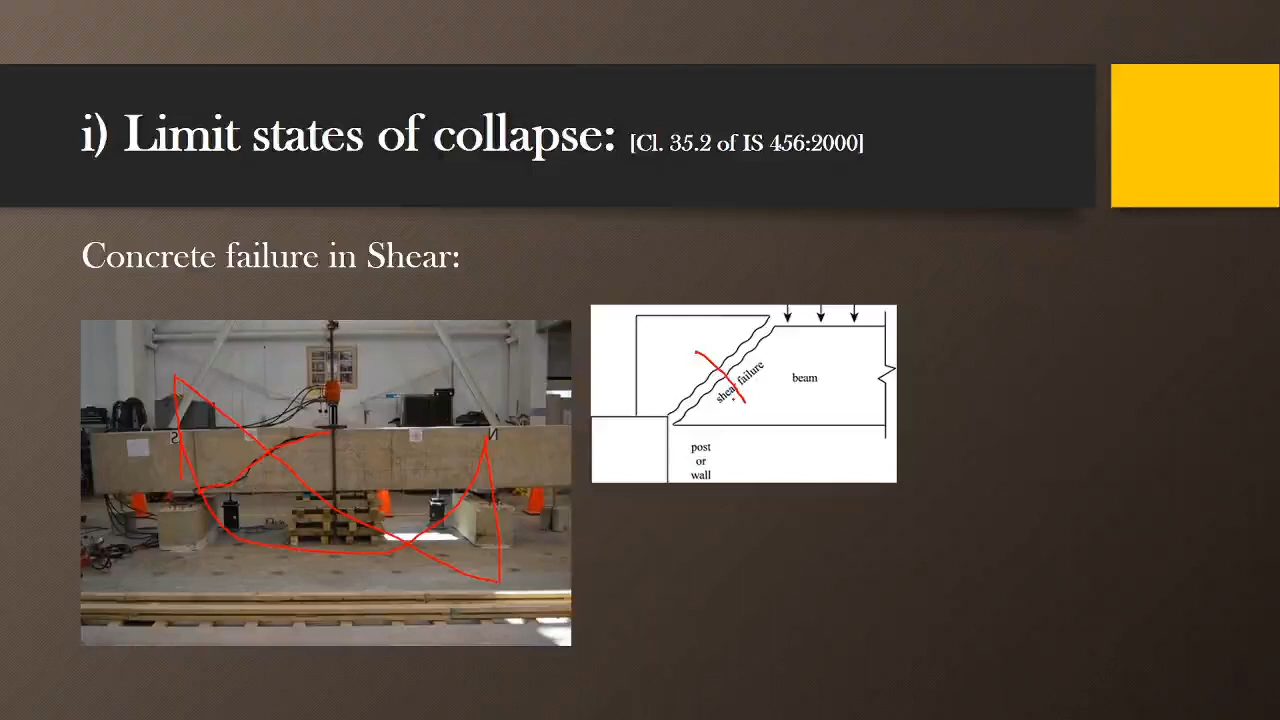 i) Limit states of collapse: [Cl. 35.2 of IS 456:2000]
Concrete failure in Shear:
S
N
shear failure
beam
post
or
wall